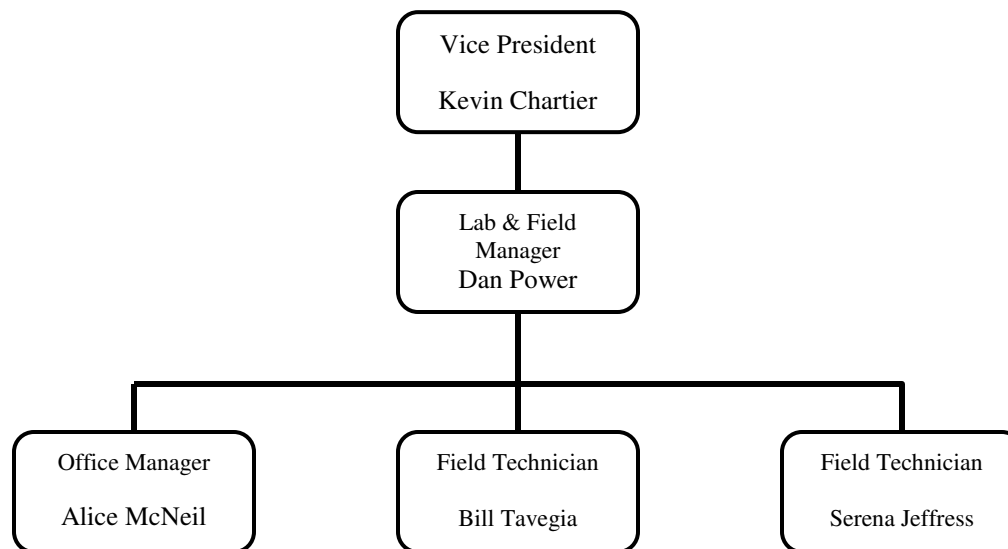 Vice President
Kevin Chartier
Lab & Field
Manager
Dan Power
Office Manager
Alice McNeil
Field Technician
Bill Tavegia
Field Technician
Serena Jeffress